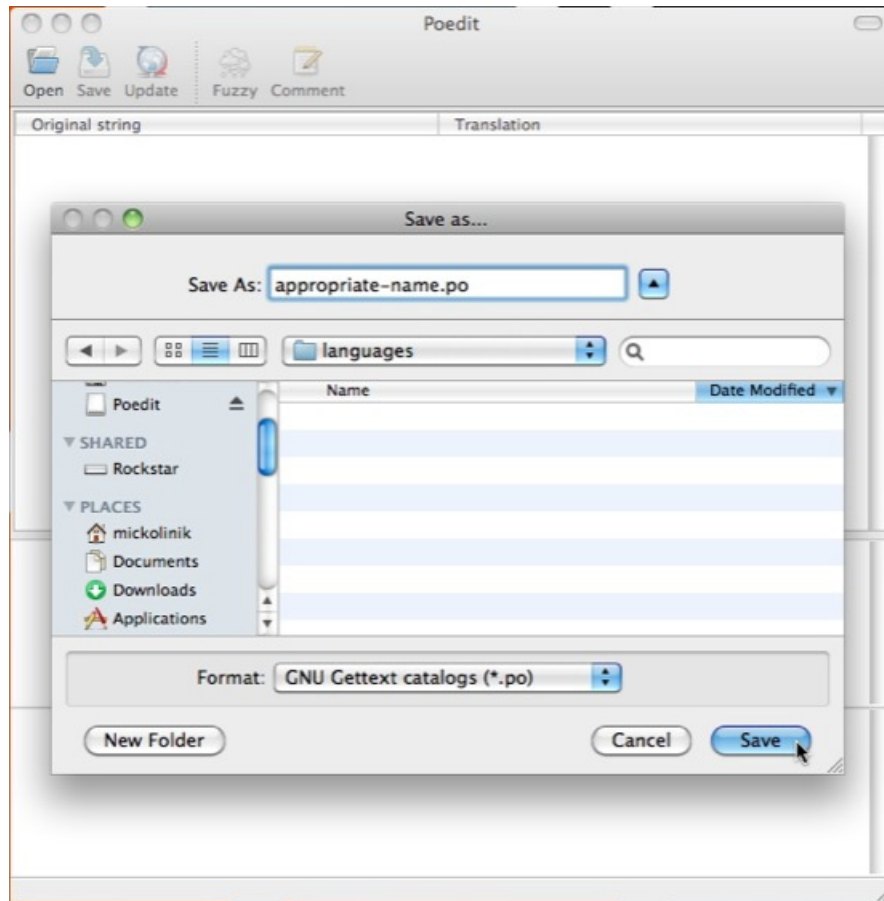 Poedit
Open Save Update Fuzzy Comment
Original string Translation
Save as...
Save As: appropriate-name.po
languages
Name Date Modified
Poedit
SHARED
Rockstar
PLACES
mickolinik
Documents
Downloads
Applications
Format: GNU Gettext catalogs (*.po)
New Folder Cancel Save